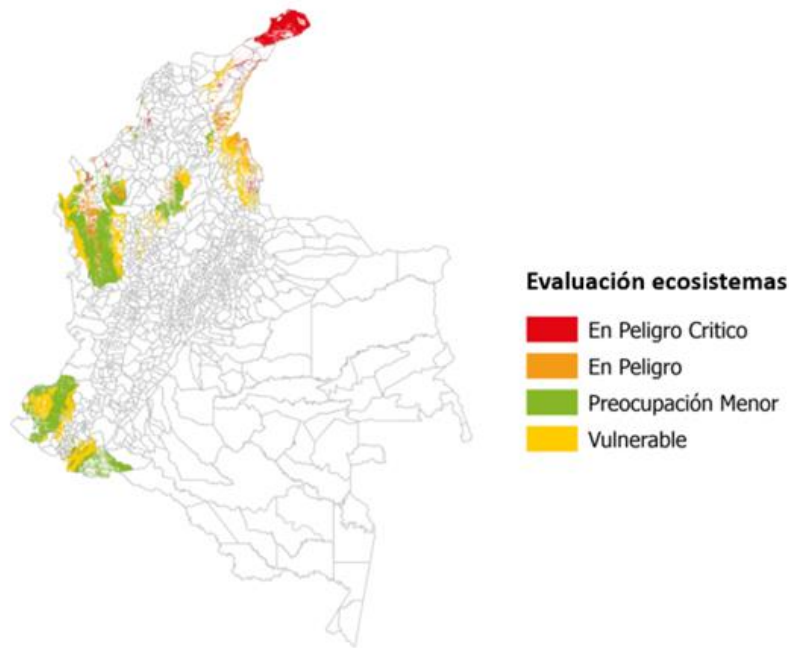 Evaluación ecosistemas
En Peligro Critico
En Peligro
Preocupación Menor
Vulnerable